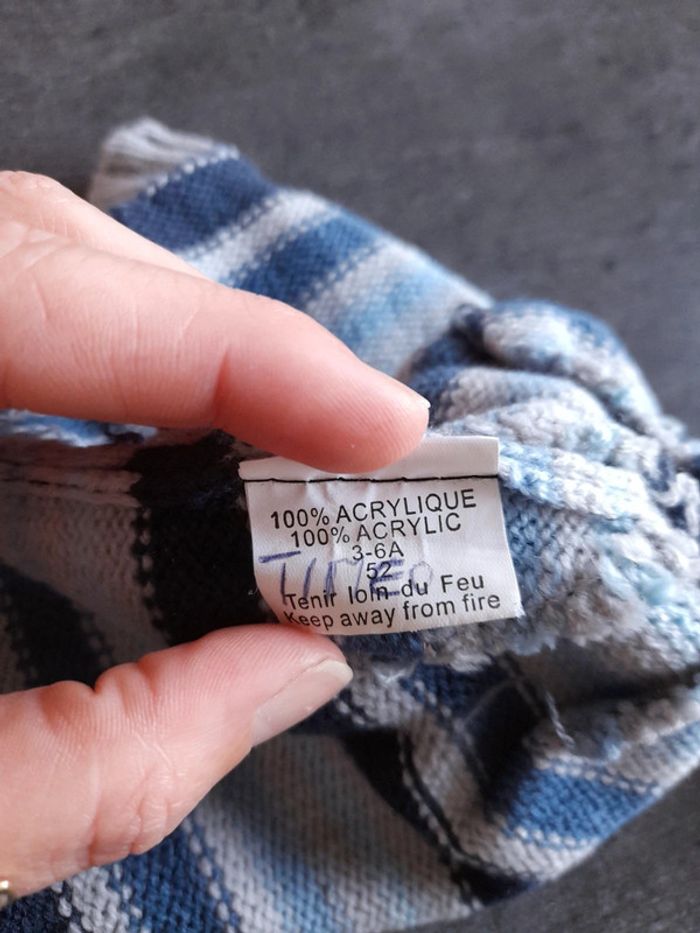 100% ACRYLIQUE
100% ACRYLIC
3-6A
52
TIMEO
Tenir loin du Feu
Keep away from fire